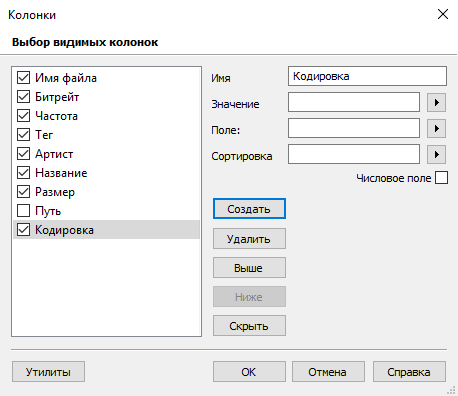 Колонки
Выбор видимых колонок
Имя файла
Битрейт
Частота
Тег
Артист
Название
Размер
Путь
Кодировка
Имя Кодировка
Значение
Поле:
Сортировка
Числовое поле
Создать
Удалить
Выше
Ниже
Скрыть
Утилиты OK Отмена Справка